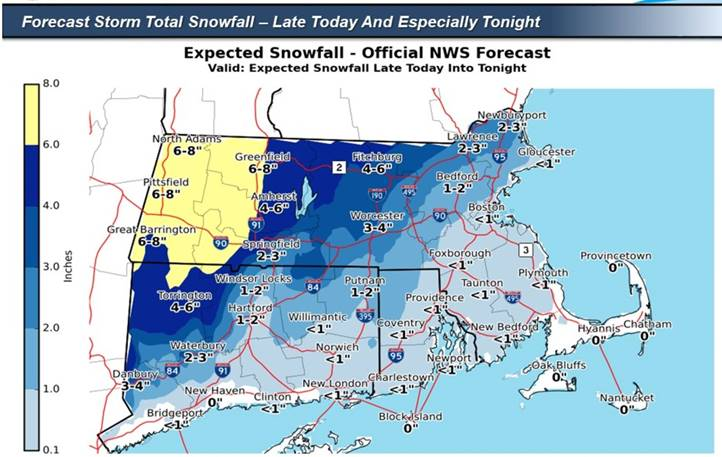 Forecast Storm Total Snowfall – Late Today And Especially Tonight
Expected Snowfall - Official NWS Forecast
Valid: Expected Snowfall Late Today Into Tonight
8.0
6.0
4.0
3.0
2.0
1.0
0.1
Inches
North Adams
6-8"
Pittsfield
6-8"
Great Barrington
6-8"
Greenfield
6-8"
Amherst
4-6"
Springfield
2-3"
2
Fitchburg
4-6"
190
495
Worcester
3-4"
90
91
90
Newburyport
2-3"
Lawrence
2-3"
95
Gloucester
<1"
Bedford
1-2"
Boston
<1"
3
Foxborough
<1"
Plymouth
<1"
Provincetown
0"
Taunton
<1"
495
Torrington
4-6"
Windsor Locks
1-2"
84
Hartford
1-2"
Putnam
1-2"
395
Willimantic
<1"
Coventry
<1"
Providence
<1"
New Bedford
<1"
Hyannis
0"
Chatham
0"
Waterbury
2-3"
84
91
Danbury
3-4"
Norwich
<1"
95
Newport
<1"
Oak Bluffs
0"
Nantucket
0"
New Haven
0"
Clinton
<1"
New London
<1"
Charlestown
<1"
Bridgeport
<1"
Block Island
0"